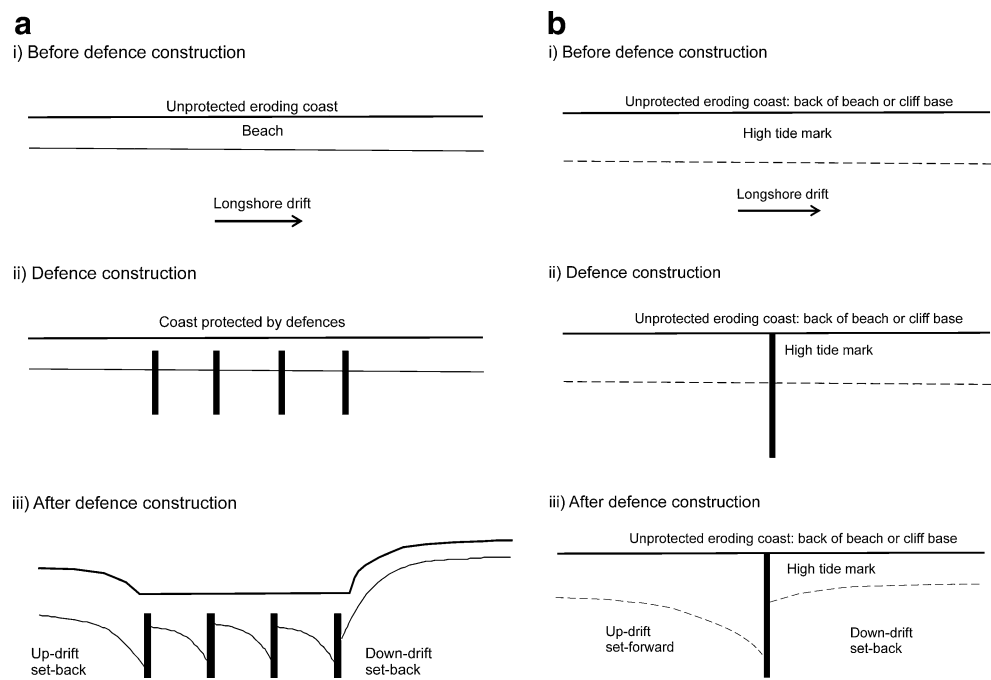 a
i) Before defence construction
Unprotected eroding coast
Beach
Longshore drift
ii) Defence construction
Coast protected by defences
iii) After defence construction
Up-drift
set-back
Down-drift
set-back
b
i) Before defence construction
Unprotected eroding coast: back of beach or cliff base
High tide mark
Longshore drift
ii) Defence construction
Unprotected eroding coast: back of beach or cliff base
High tide mark
iii) After defence construction
Unprotected eroding coast: back of beach or cliff base
High tide mark
Up-drift
set-forward
Down-drift
set-back